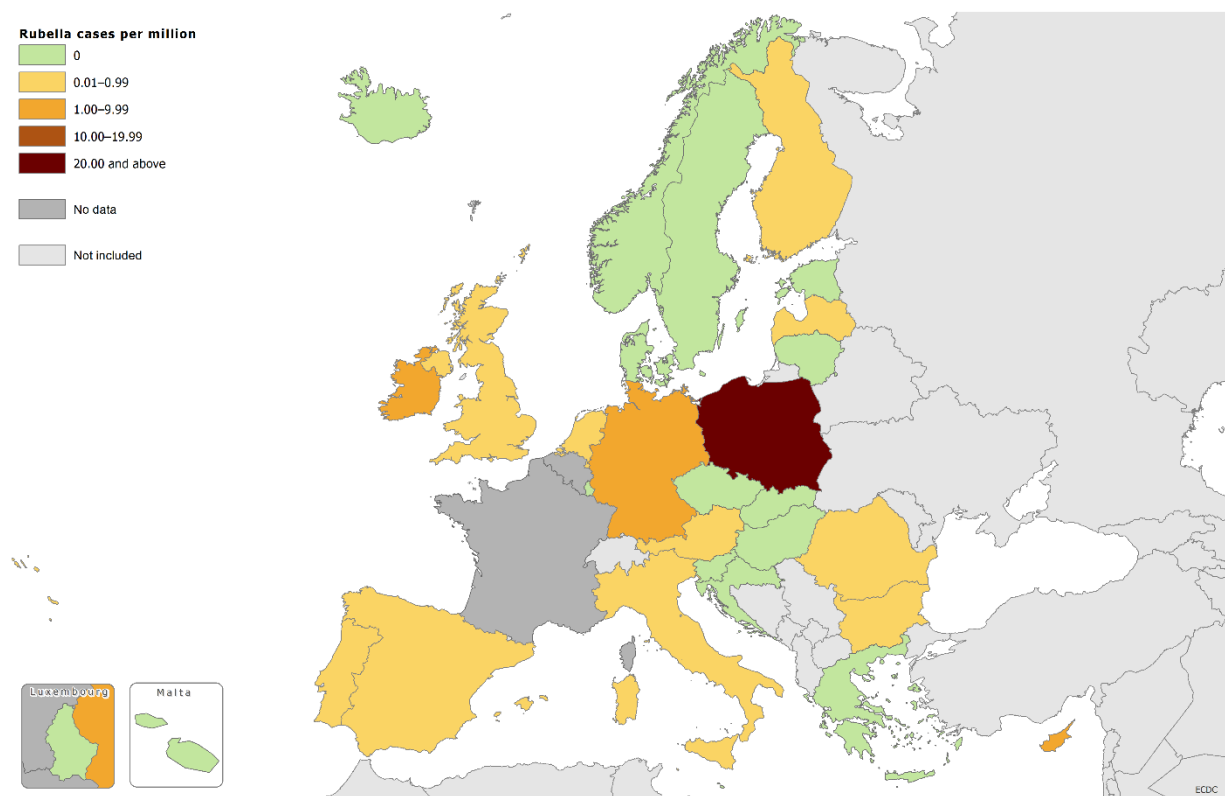 Rubella cases per million
0
0.01–0.99
1.00–9.99
10.00–19.99
20.00 and above
No data
Not included
Luxembourg
Malta
ECDC